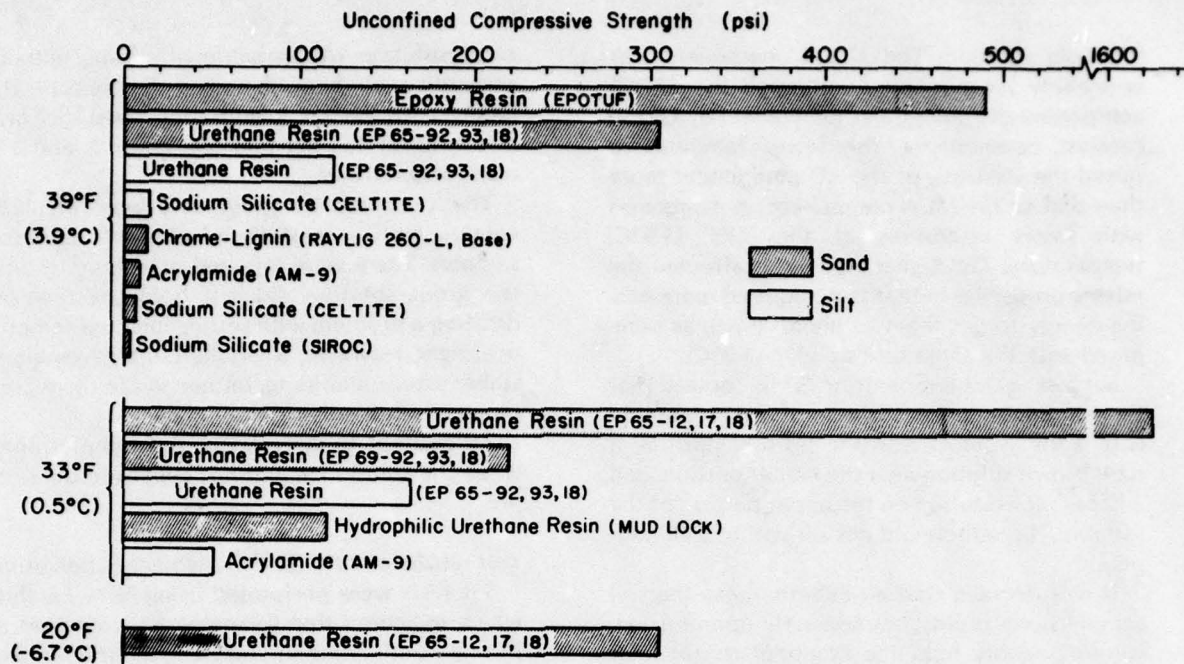 Unconfined Compressive Strength (psi)
0 100 200 300 400 500 1600
Epoxy Resin (EPOTUF)
Urethane Resin (EP 65-92, 93, 18)
Urethane Resin (EP 65-92, 93, 18)
39°F
(3.9°C)
Sodium Silicate (CELTITE)
Chrome-Lignin (RAYLIG 260-L, Base)
Acrylamide (AM-9)
Sodium Silicate (CELTITE)
Sodium Silicate (SIROC)
Sand
Silt
Urethane Resin (EP 65-12, 17, 18)
33°F
(0.5°C)
Urethane Resin (EP 69-92, 93, 18)
Urethane Resin (EP 65-92, 93, 18)
Hydrophilic Urethane Resin (MUD LOCK)
Acrylamide (AM-9)
20°F
(-6.7°C)
Urethane Resin (EP 65-12, 17, 18)